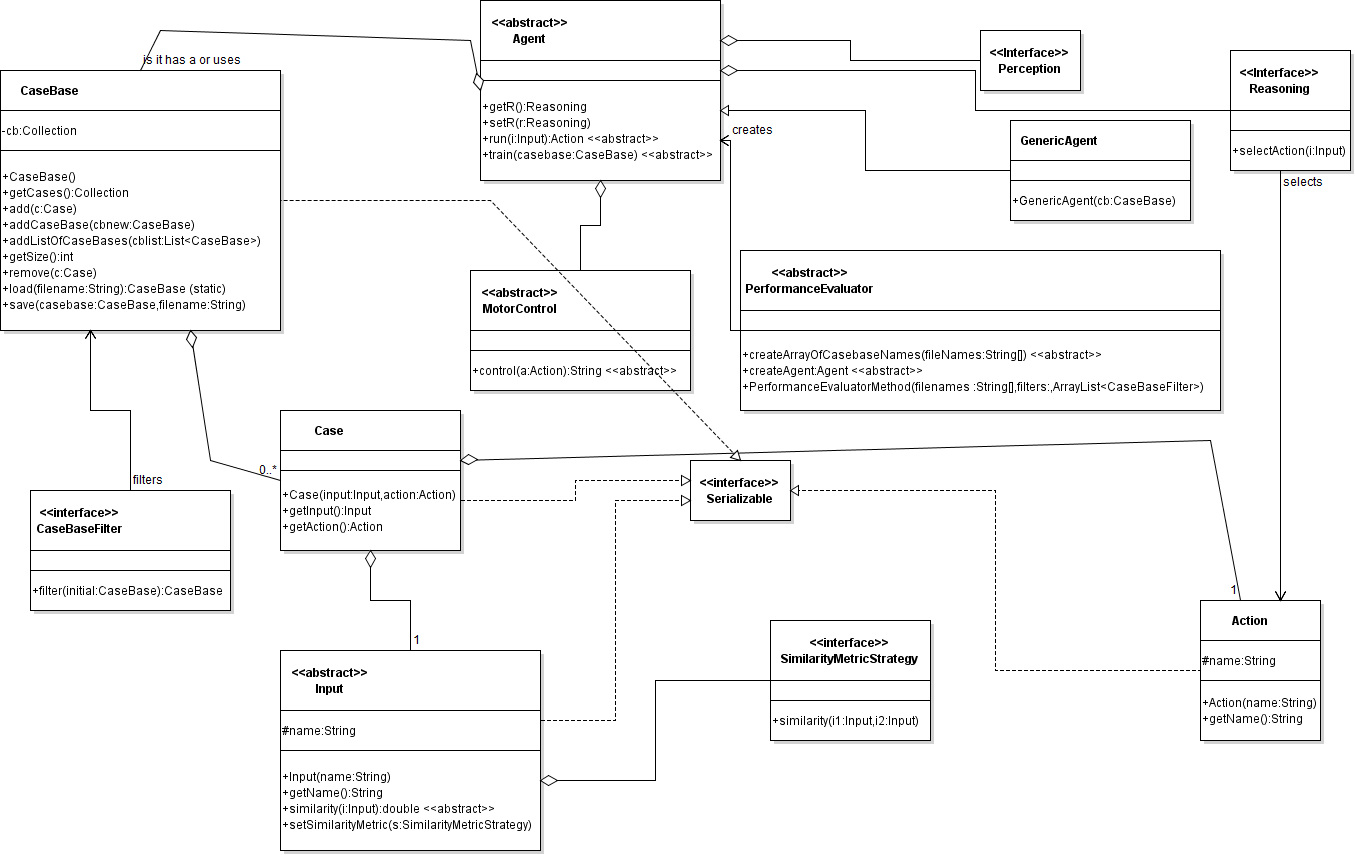 <<abstract>>
Agent
+getR():Reasoning
+setR(r:Reasoning)
+run(i:Input):Action <<abstract>>
+train(casebase:CaseBase) <<abstract>>
is it has a or uses
CaseBase
-cb:Collection
+CaseBase()
+getCases():Collection
+add(c:Case)
+addCaseBase(cbnew:CaseBase)
+addListOfCaseBases(cblist:List<CaseBase>)
+getSize():int
+remove(c:Case)
+load(filename:String):CaseBase (static)
+save(casebase:CaseBase,filename:String)
<<Interface>>
Perception
<<Interface>>
Reasoning
+selectAction(i:Input)
selects
creates
GenericAgent
+GenericAgent(cb:CaseBase)
<<abstract>>
MotorControl
+control(a:Action):String <<abstract>>
<<abstract>>
PerformanceEvaluator
+createArrayOfCasebaseNames(fileNames:String[]) <<abstract>>
+createAgent:Agent <<abstract>>
+PerformanceEvaluatorMethod(filenames :String[],filters:,ArrayList<CaseBaseFilter>)
Case
+Case(input:Input,action:Action)
+getInput():Input
+getAction():Action
0..*
filters
<<interface>>
CaseBaseFilter
+filter(initial:CaseBase):CaseBase
<<interface>>
Serializable
1
<<abstract>>
Input
#name:String
+Input(name:String)
+getName():String
+similarity(i:Input):double <<abstract>>
+setSimilarityMetric(s:SimilarityMetricStrategy)
<<interface>>
SimilarityMetricStrategy
+similarity(i1:Input,i2:Input)
1
Action
#name:String
+Action(name:String)
+getName():String